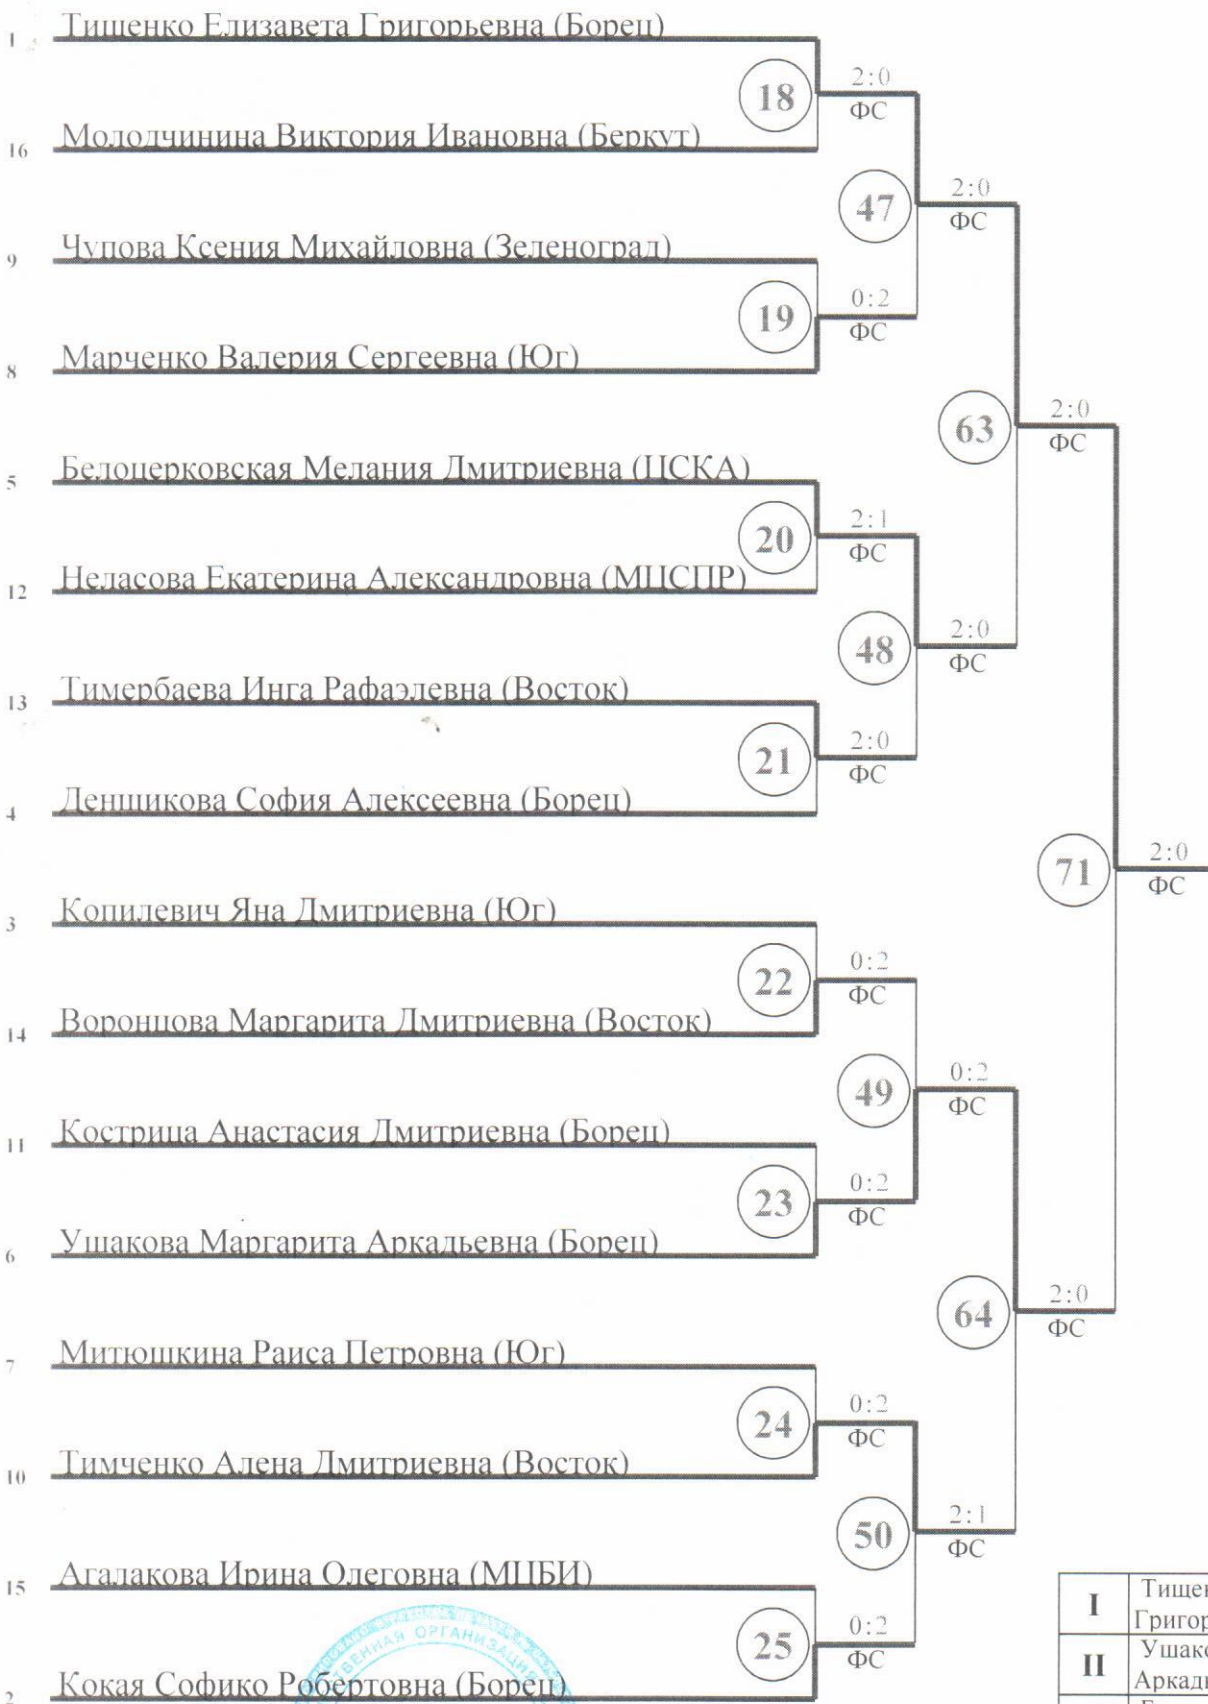 1 Тищенко Елизавета Григорьевна (Борец)
18 2:0
ФС
16 Молодчинина Виктория Ивановна (Беркут)
47 2:0
ФС
9 Чупова Ксения Михайловна (Зеленоград)
19 0:2
ФС
8 Марченко Валерия Сергеевна (Юг)
63 2:0
ФС
5 Белоцерковская Мелания Дмитриевна (ЦСКА)
20 2:1
ФС
12 Неласова Екатерина Александровна (МЦСПР)
48 2:0
ФС
13 Тимербаева Инга Рафаэлевна (Восток)
21 2:0
ФС
4 Денщикова София Алексеевна (Борец)
71 2:0
ФС
3 Копилевич Яна Дмитриевна (Юг)
22 0:2
ФС
14 Воронцова Маргарита Дмитриевна (Восток)
49 0:2
ФС
11 Кострица Анастасия Дмитриевна (Борец)
23 0:2
ФС
6 Ушакова Маргарита Аркадьевна (Борец)
64 2:0
ФС
7 Митюшкина Раиса Петровна (Юг)
24 0:2
ФС
10 Тимченко Алена Дмитриевна (Восток)
50 2:1
ФС
15 Агалакова Ирина Олеговна (МЦБИ)
25 0:2
ФС
2 Кокая Софико Робертовна (Борец)
ОРГАНИЗАЦИЯ
I Тищен
Григор
II Ушако
Аркадь